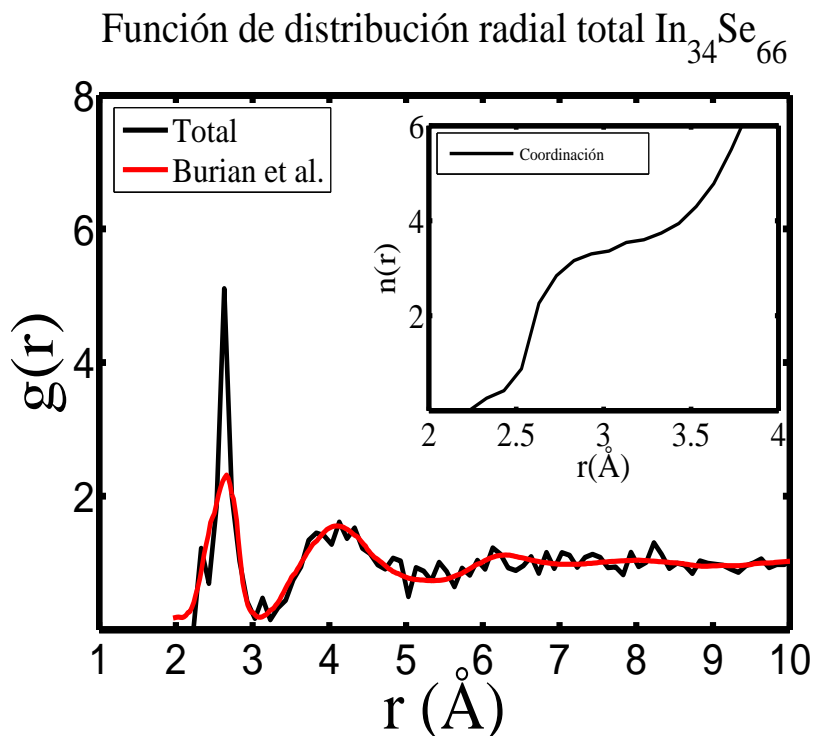 Función de distribución radial total In34Se66
8
6
4
2
g(r)
1 2 3 4 5 6 7 8 9 10
r (Å)
Total
Burian et al.
6
4
2
n(r)
2 2.5 3 3.5 4
r(Å)
Coordinación